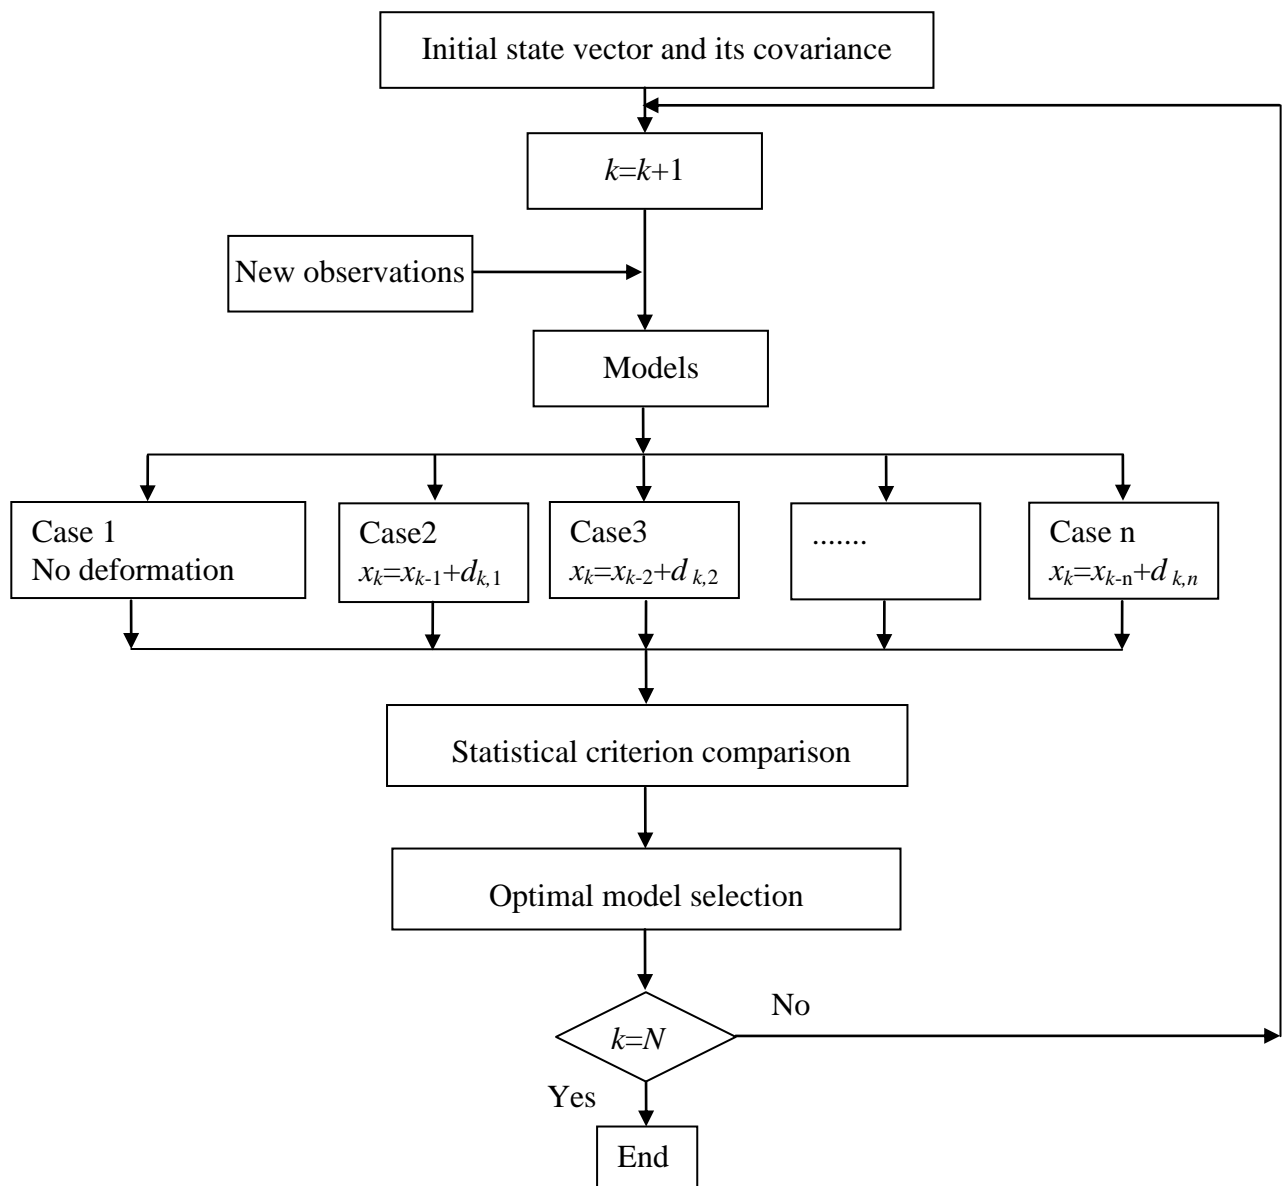 Initial state vector and its covariance
k=k+1
New observations
Models
Case 1
No deformation
Case2
xk=xk-1+dk,1
Case3
xk=xk-2+d k,2
.......
Case n
xk=xk-n+d k,n
Statistical criterion comparison
Optimal model selection
k=N
No
Yes
End